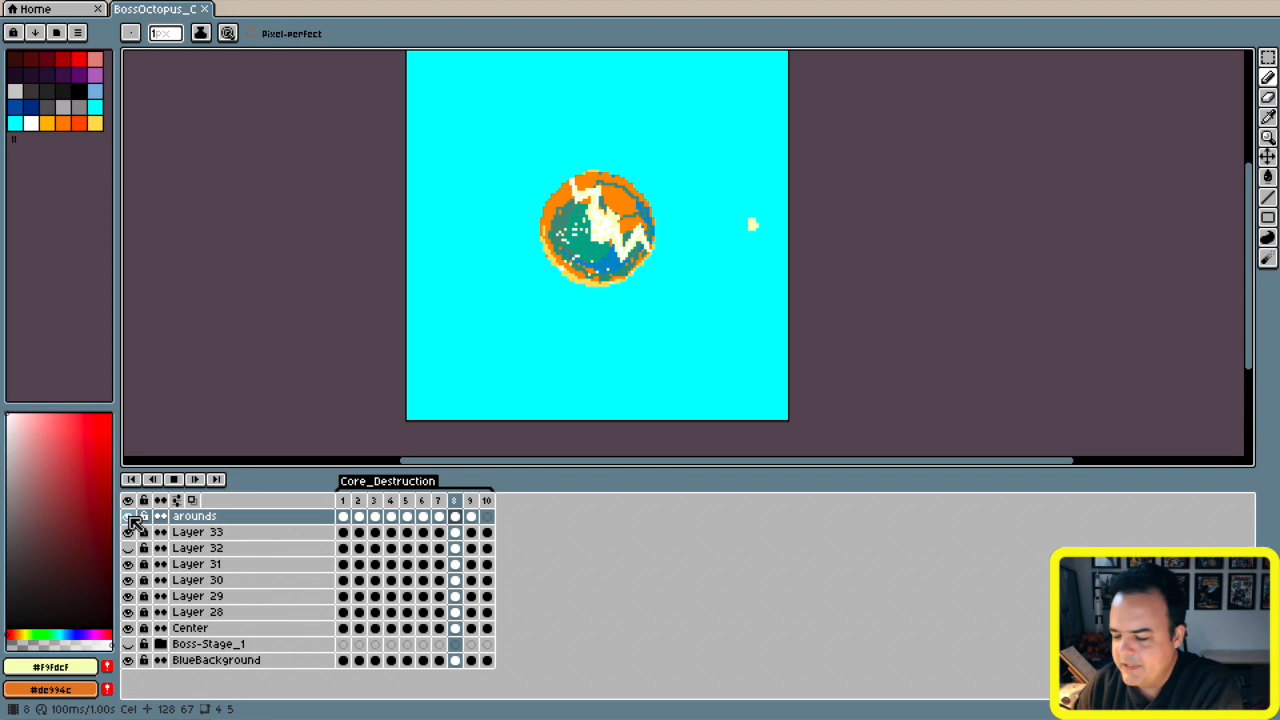 Home
BossOctopus_C
1px
Pixel-perfect
#F9FdcF
#de994c
Core_Destruction
1 2 3 4 5 6 7 8 9 10
arounds
Layer 33
Layer 32
Layer 31
Layer 30
Layer 29
Layer 28
Center
Boss-Stage_1
BlueBackground
8 100ms/1.00s Cel 128 67 4 5